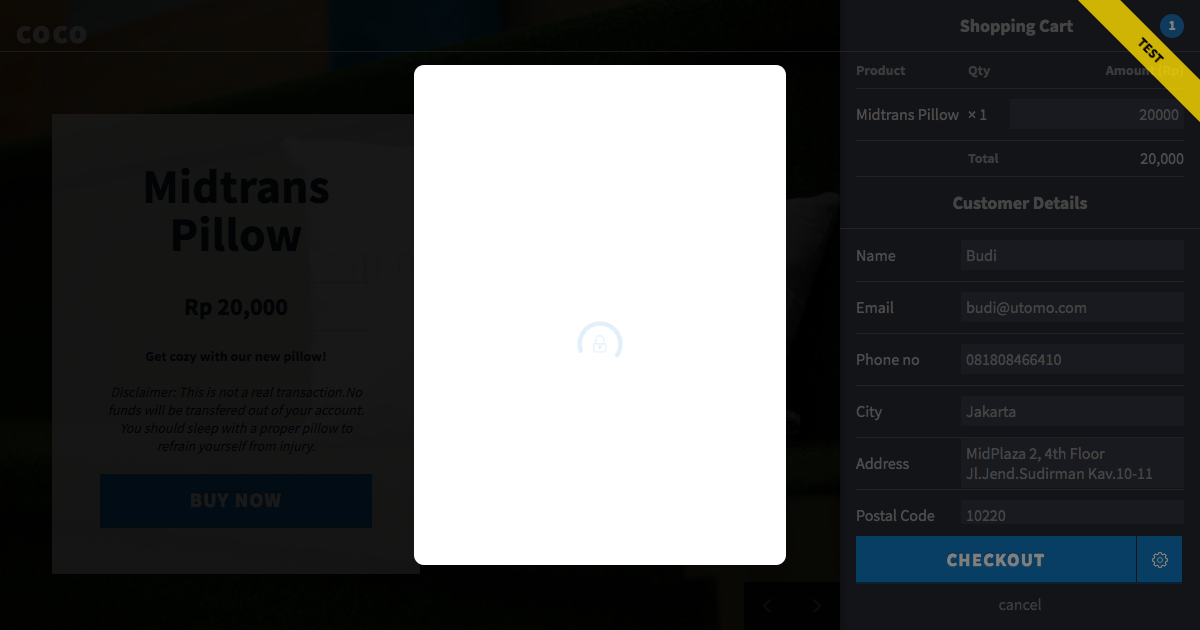 COCO
Midtrans
Pillow
Rp 20,000
Get cozy with our new pillow!
Disclaimer: This is not a real transaction.No
funds will be transfered out of your account.
You should sleep with a proper pillow to
refrain yourself from injury.
BUY NOW
Shopping Cart
1
TEST
Product Qty Amount (Rp)
Midtrans Pillow × 1 20000
Total 20,000
Customer Details
Name Budi
Email budi@utomo.com
Phone no 081808466410
City Jakarta
Address MidPlaza 2, 4th Floor
Jl.Jend.Sudirman Kav.10-11
Postal Code 10220
CHECKOUT
cancel